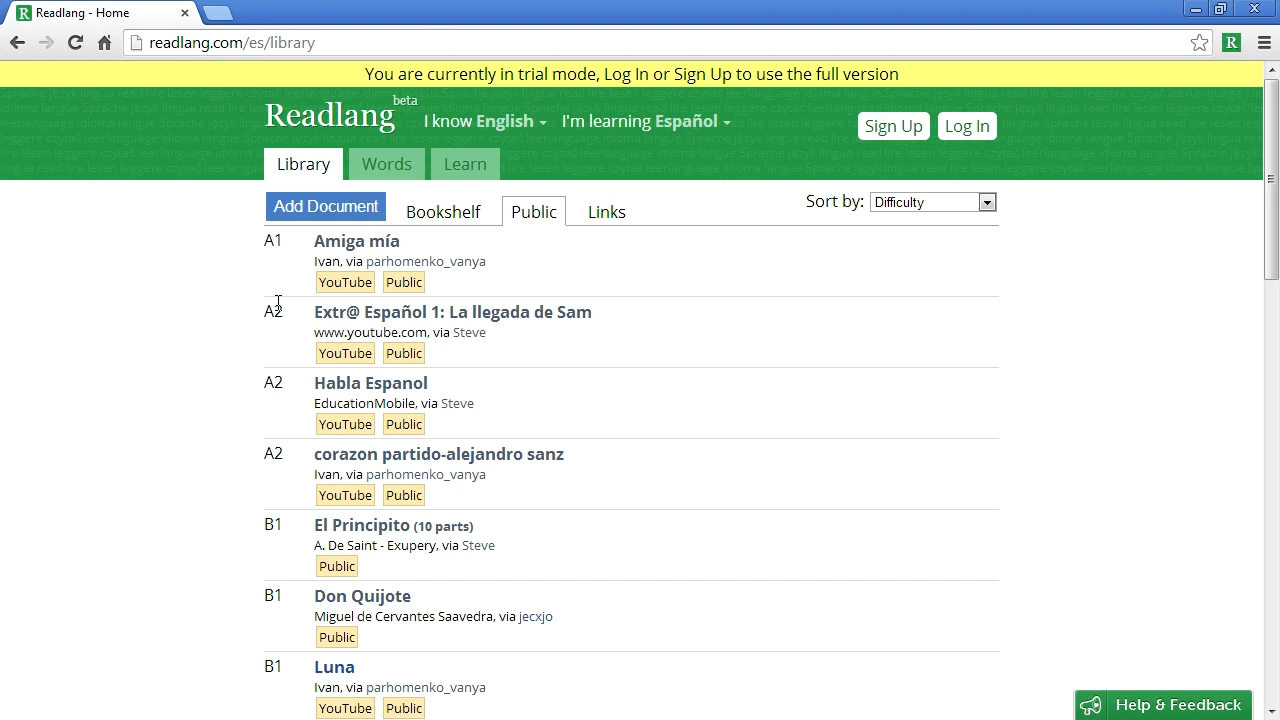 Readlang - Home
readlang.com/es/library
You are currently in trial mode, Log In or Sign Up to use the full version
Readlang beta
I know English
I'm learning Español
Sign Up
Log In
Library
Words
Learn
Add Document
Bookshelf
Public
Links
Sort by:
Difficulty
A1
Amiga mía
Ivan, via parhomenko_vanya
YouTube Public
A2
Extr@ Español 1: La llegada de Sam
www.youtube.com, via Steve
YouTube Public
A2
Habla Espanol
EducationMobile, via Steve
YouTube Public
A2
corazon partido-alejandro sanz
Ivan, via parhomenko_vanya
YouTube Public
B1
El Principito (10 parts)
A. De Saint - Exupery, via Steve
Public
B1
Don Quijote
Miguel de Cervantes Saavedra, via jecxjo
Public
B1
Luna
Ivan, via parhomenko_vanya
YouTube Public
Help & Feedback